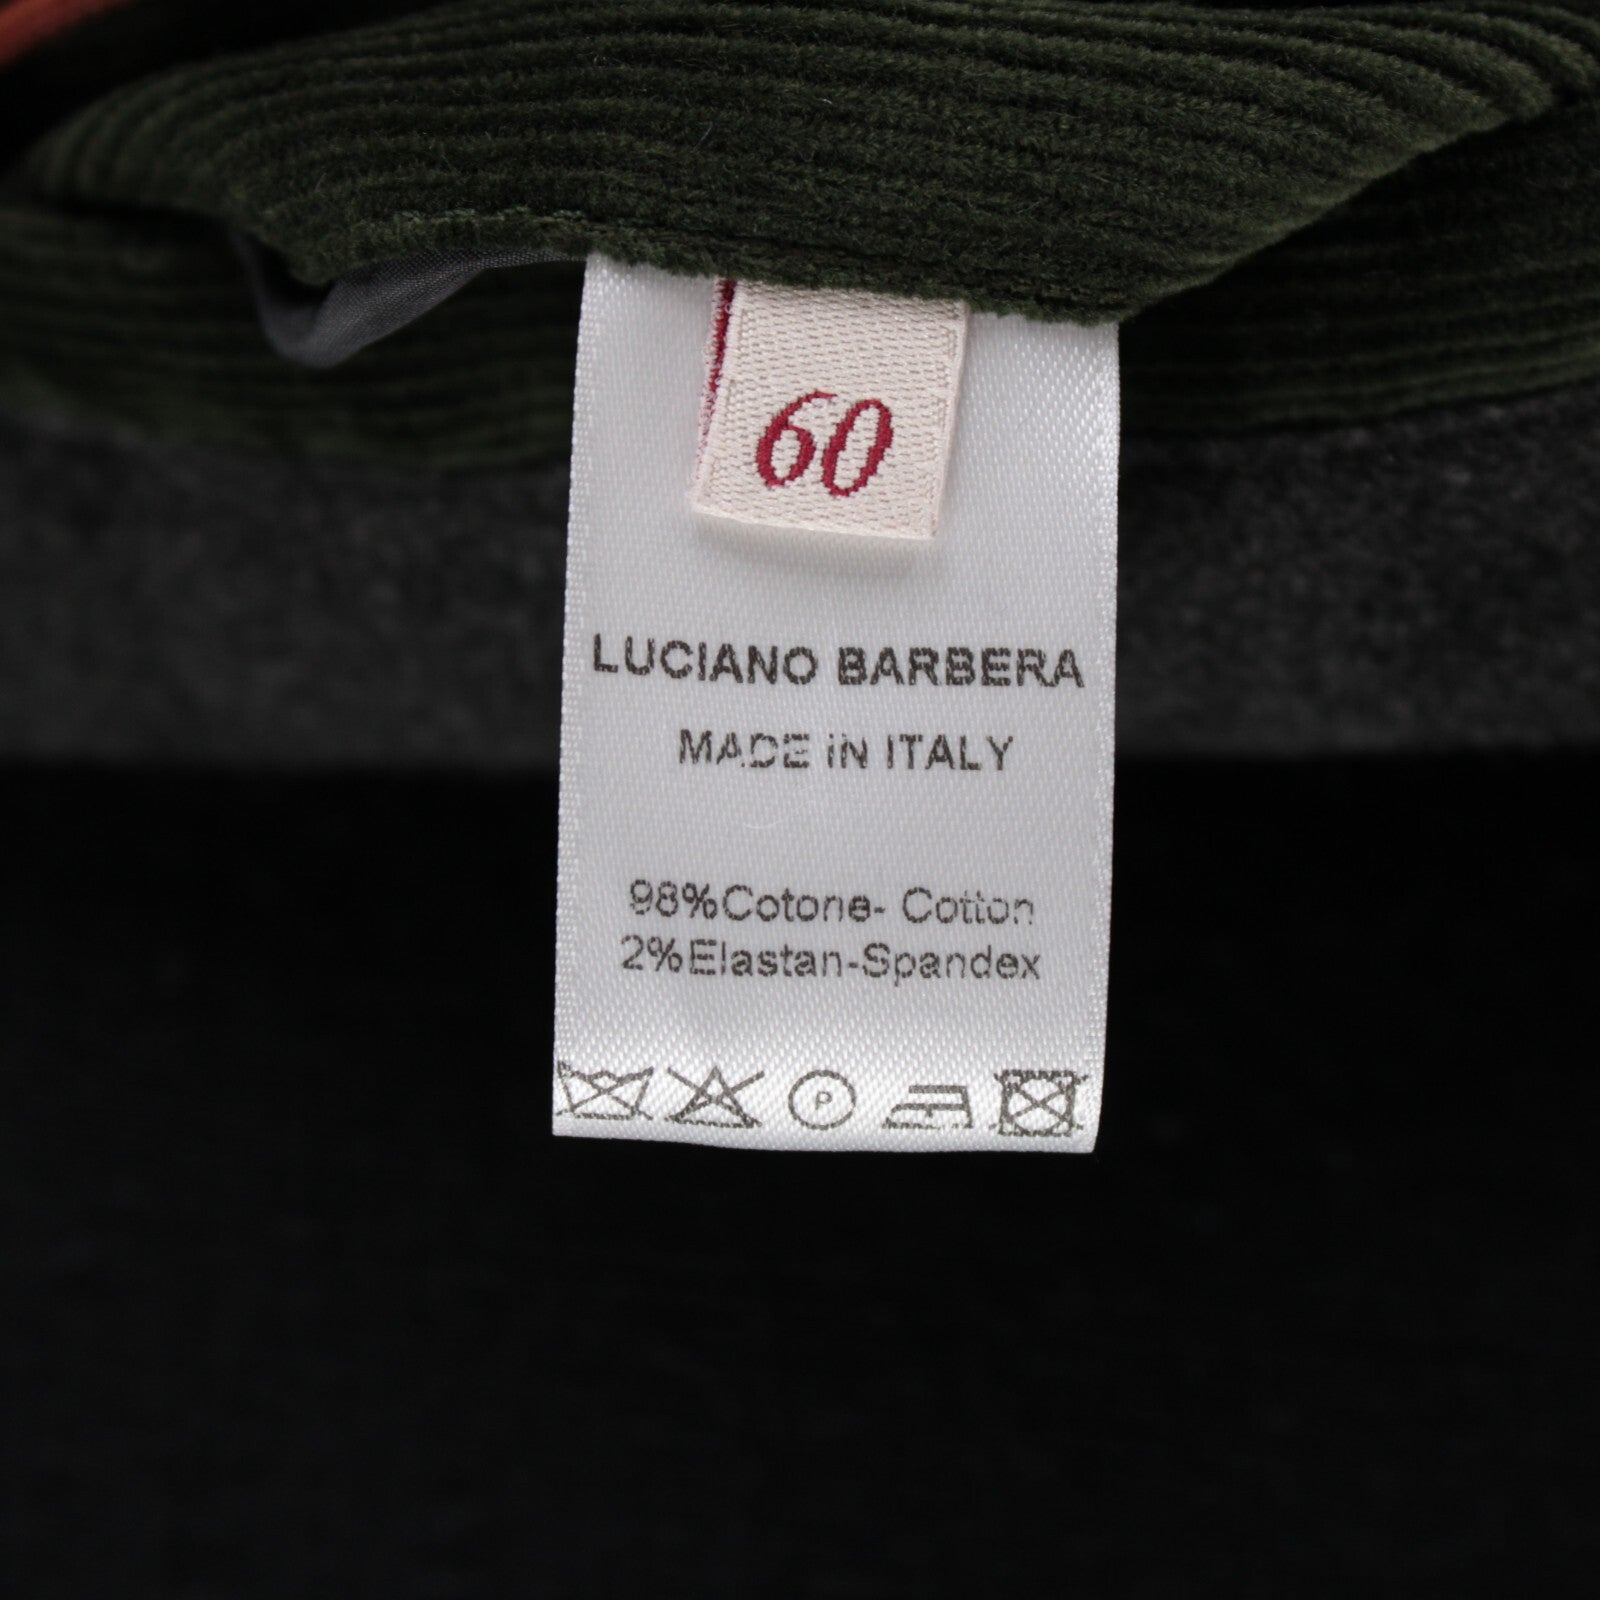 60
LUCIANO BARBERA
MADE IN ITALY
98%Cotone- Cotton
2%Elastan-Spandex
P